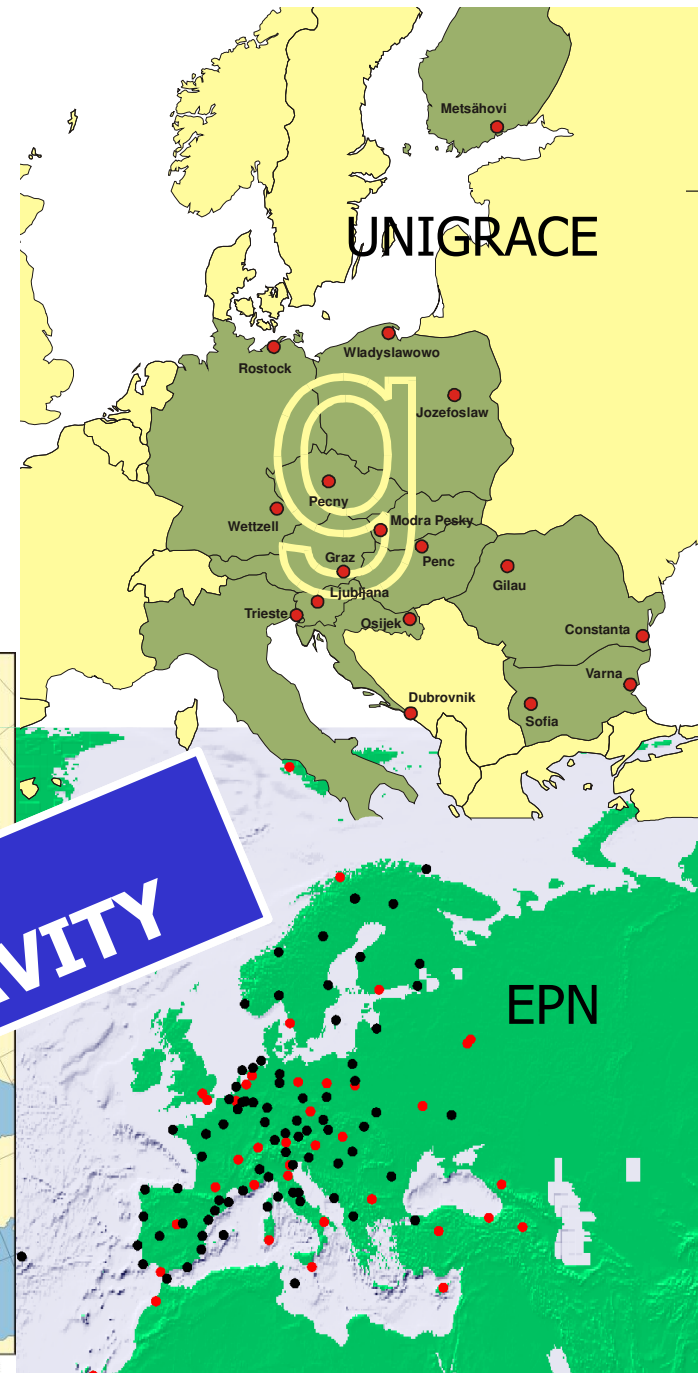 Metsähovi
UNIGRACE
Wladyslawowo
Rostock
Jozefoslaw
g
Pecny
Modra Pesky
Wettzell
Graz
Penc
Gilau
Ljubljana
Trieste
Osijek
Constanta
Varna
Dubrovnik
Sofia
VITY
EPN